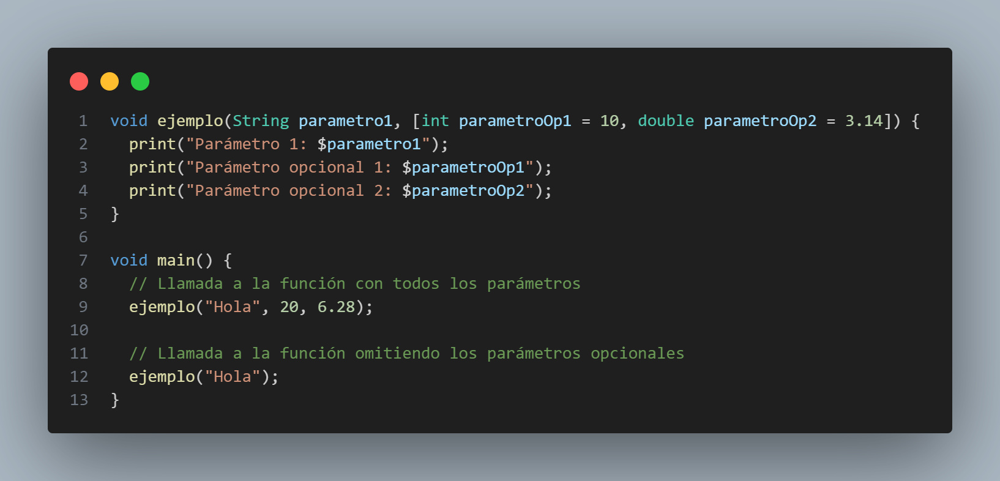 1 void ejemplo(String parametro1, [int parametroOp1 = 10, double parametroOp2 = 3.14]) {
2 print("Parámetro 1: $parametro1");
3 print("Parámetro opcional 1: $parametroOp1");
4 print("Parámetro opcional 2: $parametroOp2");
5 }
6
7 void main() {
8 // Llamada a la función con todos los parámetros
9 ejemplo("Hola", 20, 6.28);
10
11 // Llamada a la función omitiendo los parámetros opcionales
12 ejemplo("Hola");
13 }